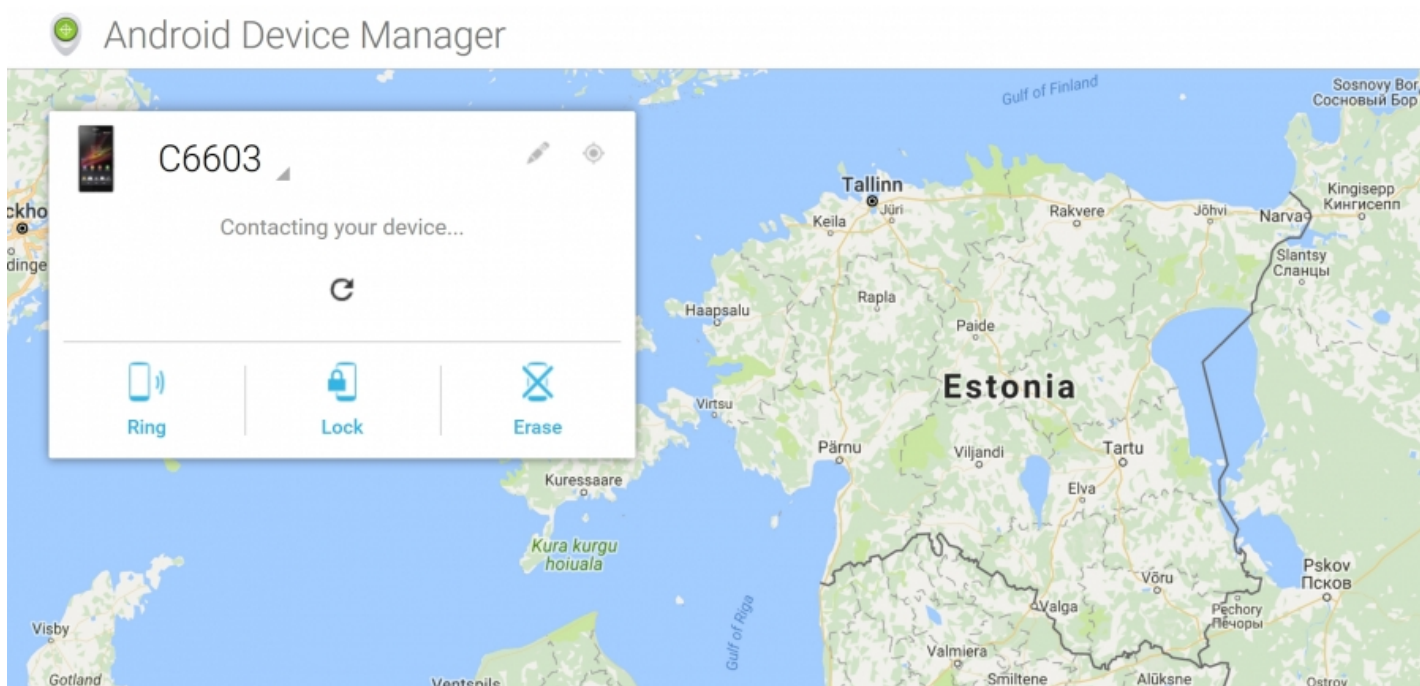 Android Device Manager
C6603
Contacting your device...
Ring
Lock
Erase
Gulf of Finland
Sosnovy Bor
Сосновый Бор
Tallinn
Keila
Jüri
Rakvere
Jõhvi
Narva
Kingisepp
Кингисепп
ckho
dinge
Slantsy
Сланцы
Haapsalu
Rapla
Paide
Estonia
Virtsu
Pärnu
Viljandi
Tartu
Elva
Kuressaare
Kura kurgu
hoiuala
Võru
Pskov
Псков
Valga
Pechory
Печоры
Gulf of Riga
Visby
Valmiera
Gotland
Ventspils
Smiltene
Alūksne
Ostrov